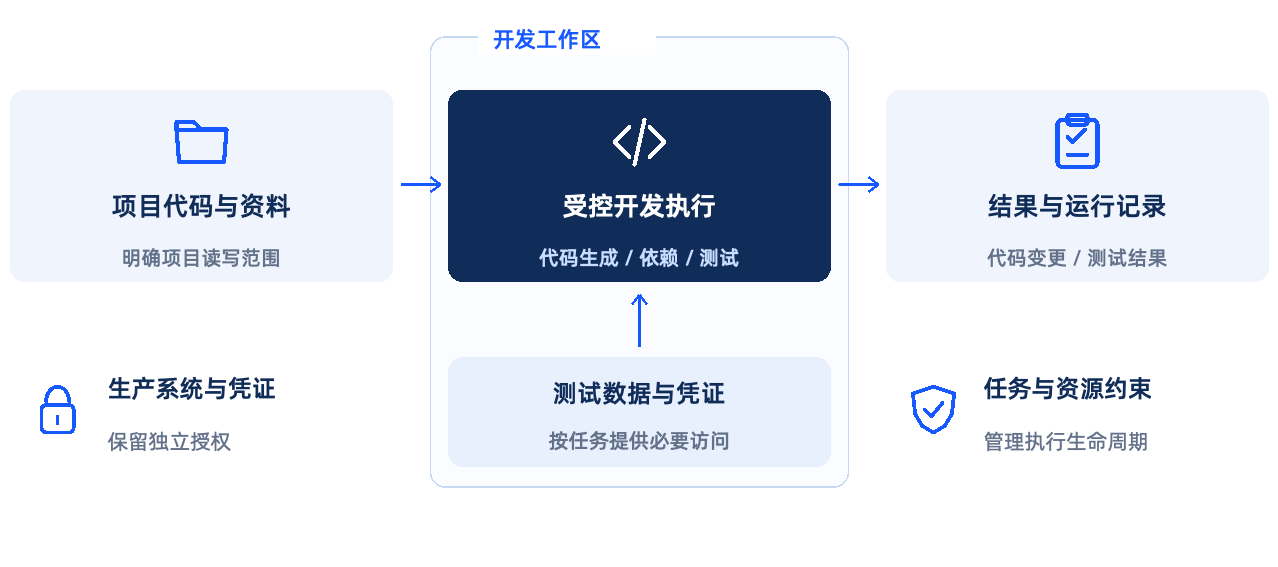 开发工作区
项目代码与资料
明确项目读写范围
受控开发执行
代码生成 / 依赖 / 测试
结果与运行记录
代码变更 / 测试结果
生产系统与凭证
保留独立授权
测试数据与凭证
按任务提供必要访问
任务与资源约束
管理执行生命周期